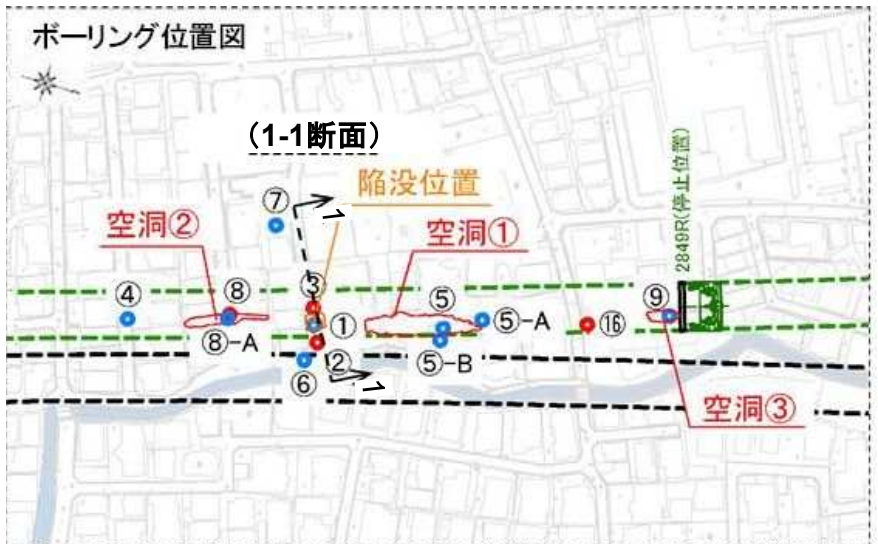 ボーリング位置図
(1-1断面)
陥没位置
⑦
1
空洞②
空洞①
2849R(停止位置)
④
⑧
③
⑤
⑨
⑧-A
①
⑤-A
⑯
⑥
②
⑤-B
1
空洞③